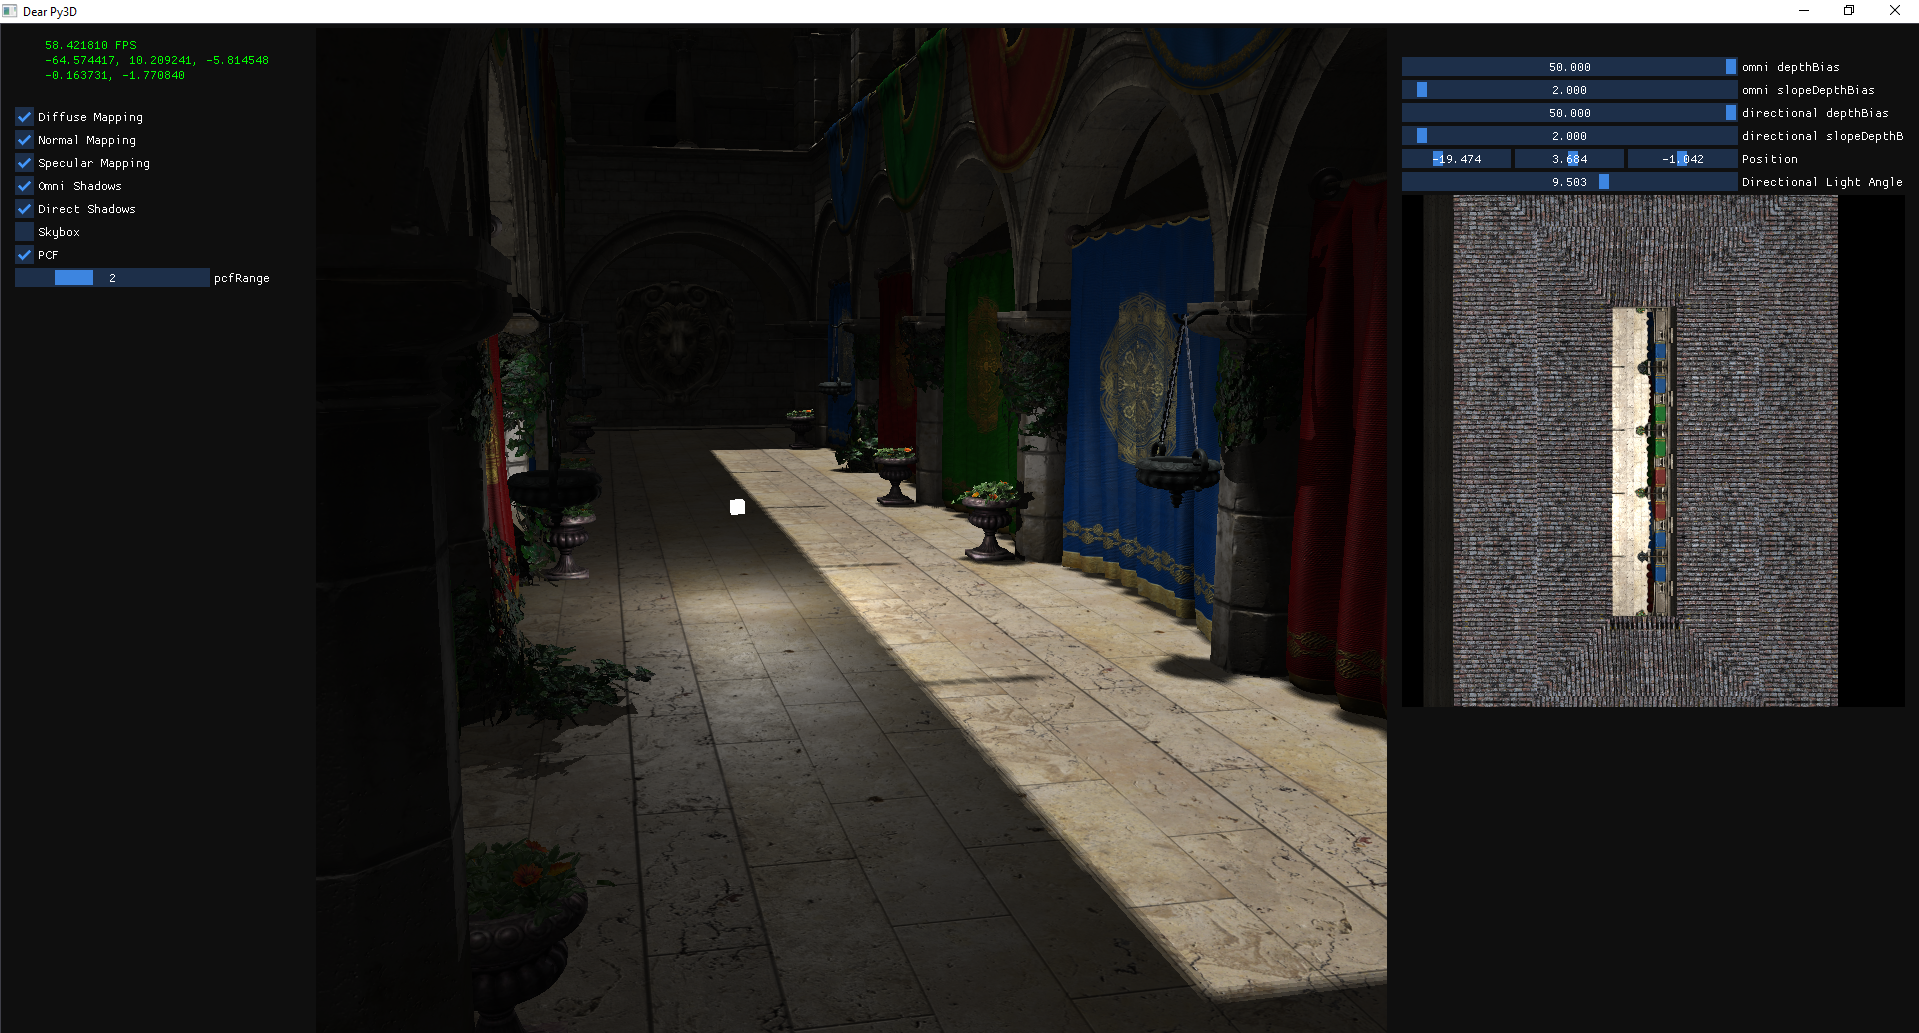 Dear Py3D
58.421810 FPS
-64.574417, 10.209241, -5.814548
-0.163731, -1.770840
Diffuse Mapping
Normal Mapping
Specular Mapping
Omni Shadows
Direct Shadows
Skybox
PCF
2 pcfRange
50.000 omni depthBias
2.000 omni slopeDepthBias
50.000 directional depthBias
2.000 directional slopeDepthB
-19.474 3.684 -1.042 Position
9.503 Directional Light Angle